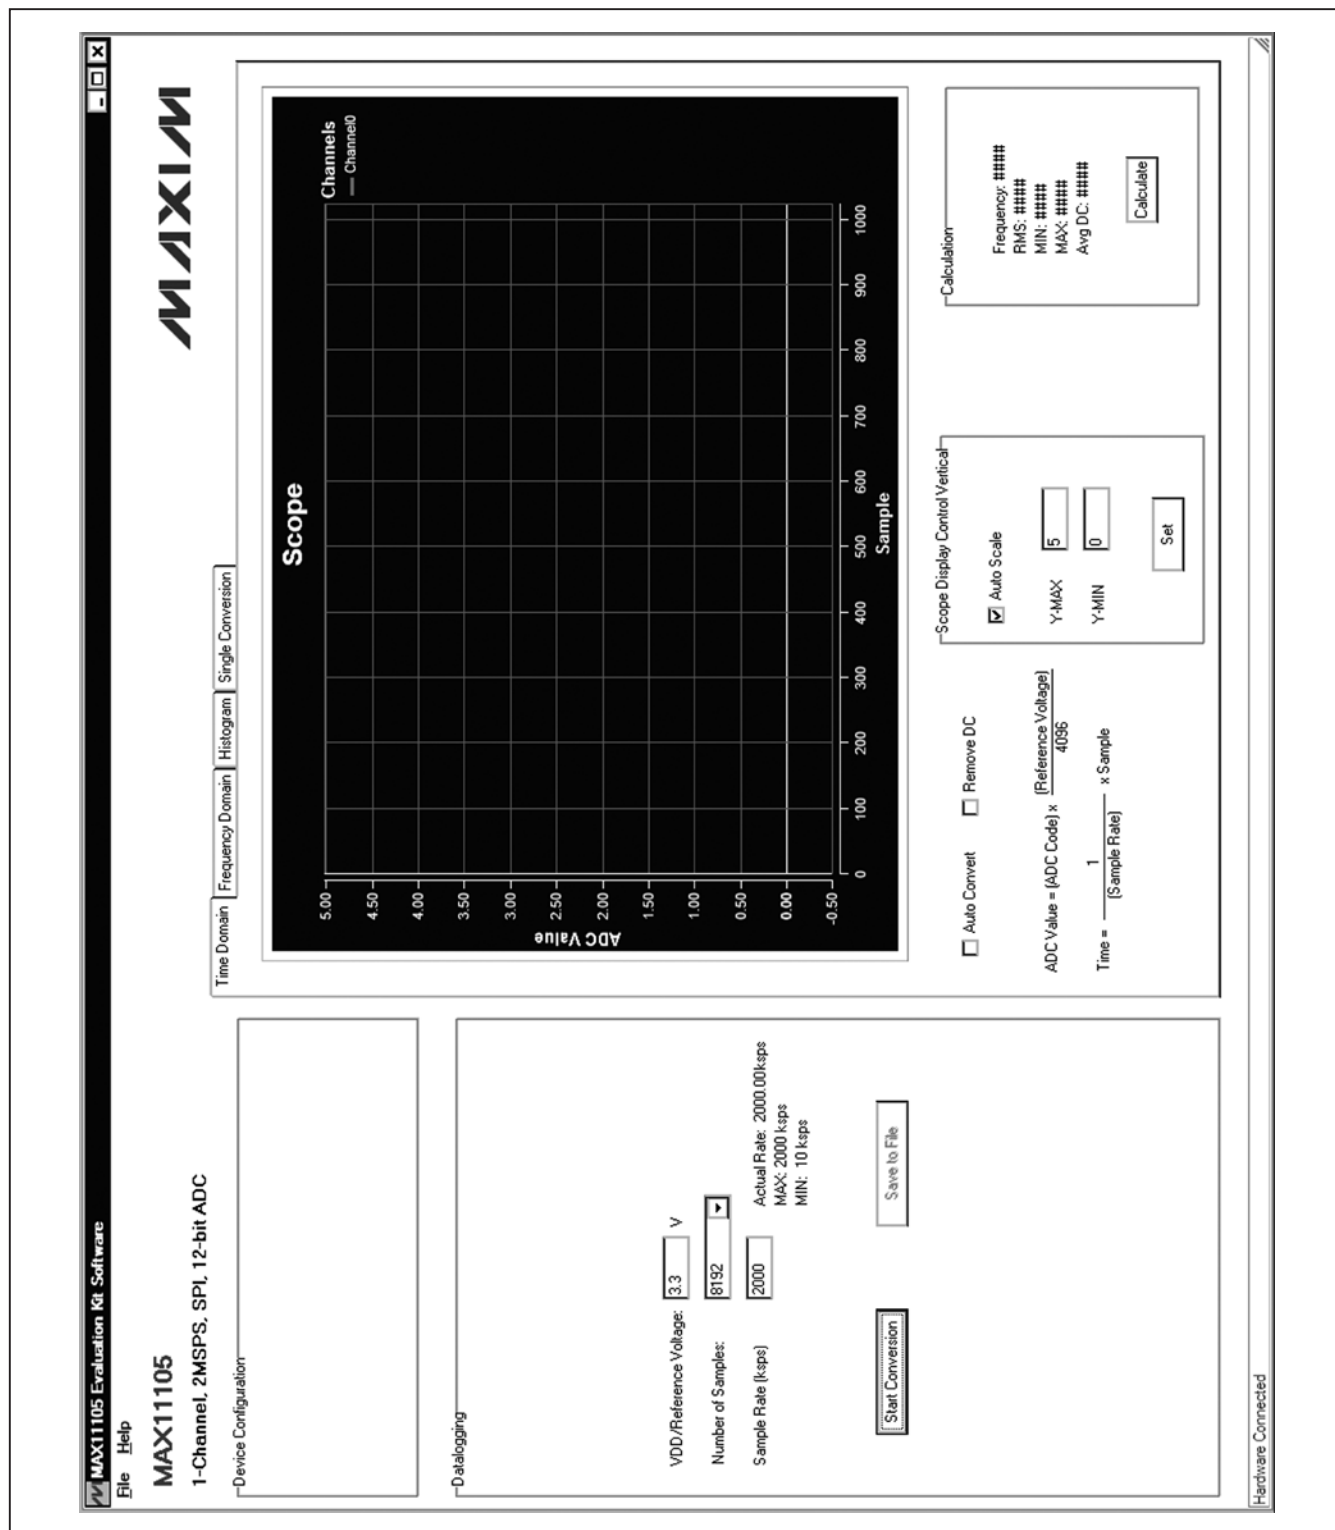 MAX11105 Evaluation Kit Software
File Help
MAX11105
1-Channel, 2MSPS, SPI, 12-bit ADC
MAXIM
Device Configuration
Datalogging
VDD/Reference Voltage: 3.3 V
Number of Samples: 8192
Sample Rate (ksps) 2000
Actual Rate: 2000.00ksps
MAX: 2000 ksps
MIN: 10 ksps
Start Conversion
Save to File
Time Domain Frequency Domain Histogram Single Conversion
Scope
Channels
Channel0
ADC Value
5.00
4.50
4.00
3.50
3.00
2.50
2.00
1.50
1.00
0.50
0.00
-0.50
0 100 200 300 400 500 600 700 800 900 1000
Sample
Auto Convert
Remove DC
ADC Value = (ADC Code) x (Reference Voltage)
4096
Time = 1 x Sample
(Sample Rate)
Scope Display Control Vertical
Auto Scale
Y-MAX 5
Y-MIN 0
Set
Calculation
Frequency: ####
RMS: ####
MIN: ####
MAX: ####
Avg DC: ####
Calculate
Hardware Connected